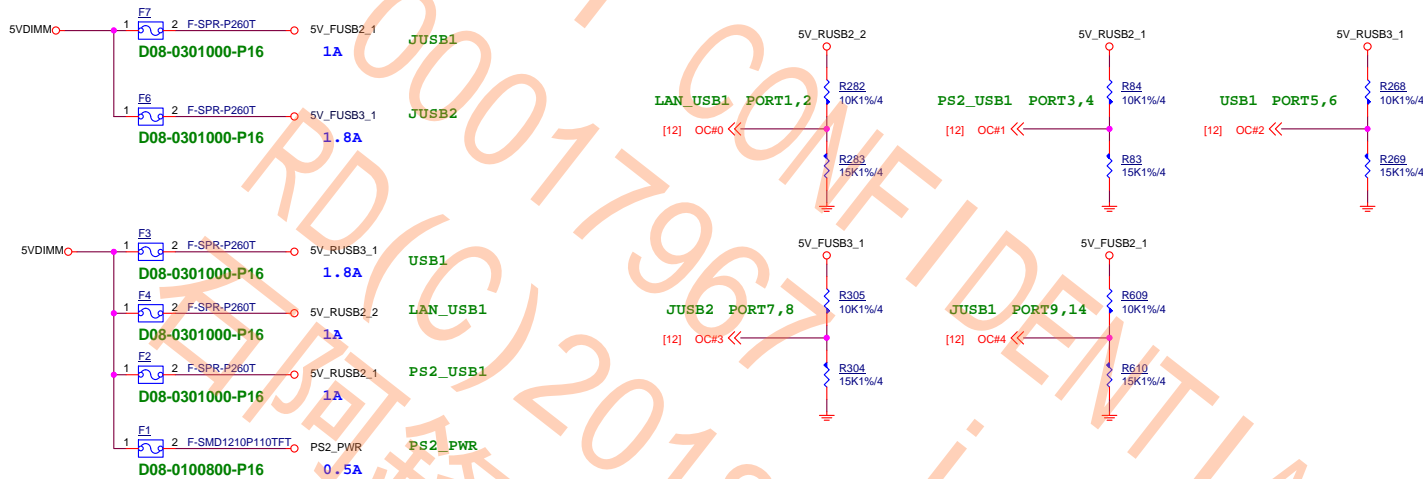 F7
5VDIMM 1 2 F-SPR-P260T 5V_FUSB2_1
D08-0301000-P16 1A JUSB1
F6
1 2 F-SPR-P260T 5V_FUSB3_1 JUSB2
D08-0301000-P16 1.8A
5V_RUSB2_2
R282
10K1%/4
LAN_USB1 PORT1,2
[12] OC#0
R283
15K1%/4
5V_RUSB2_1
R84
10K1%/4
PS2_USB1 PORT3,4
[12] OC#1
R83
15K1%/4
5V_RUSB3_1
R268
10K1%/4
USB1 PORT5,6
[12] OC#2
R269
15K1%/4
F3
5VDIMM 1 2 F-SPR-P260T 5V_RUSB3_1
D08-0301000-P16 1.8A USB1
F4
1 2 F-SPR-P260T 5V_RUSB2_2 LAN_USB1
D08-0301000-P16 1A
F2
1 2 F-SPR-P260T 5V_RUSB2_1 PS2_USB1
D08-0301000-P16 1A
F1
1 2 F-SMD1210P110TFT PS2_PWR PS2_PWR
D08-0100800-P16 0.5A
5V_FUSB3_1
R305
10K1%/4
JUSB2 PORT7,8
[12] OC#3
R304
15K1%/4
5V_FUSB2_1
R609
10K1%/4
JUSB1 PORT9,14
[12] OC#4
R610
15K1%/4
CONFIDENTIA
00017967
RD(C)201